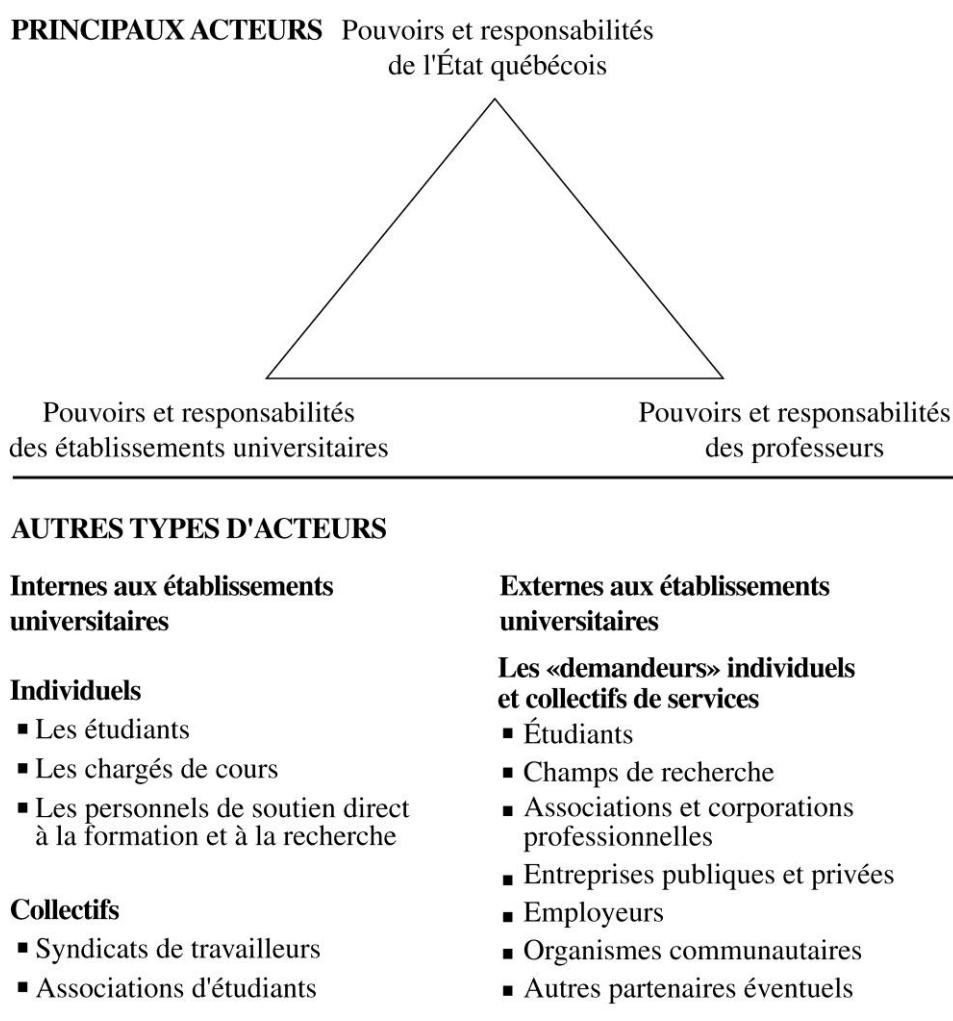 PRINCIPAUX ACTEURS Pouvoirs et responsabilités
de l'État québécois
Pouvoirs et responsabilités
des établissements universitaires
Pouvoirs et responsabilités
des professeurs
AUTRES TYPES D'ACTEURS
Internes aux établissements
universitaires
Individuels
▪ Les étudiants
▪ Les chargés de cours
▪ Les personnels de soutien direct
à la formation et à la recherche
Collectifs
▪ Syndicats de travailleurs
▪ Associations d'étudiants
Externes aux établissements
universitaires
Les «demandeurs» individuels
et collectifs de services
▪ Étudiants
▪ Champs de recherche
▪ Associations et corporations
professionnelles
▪ Entreprises publiques et privées
▪ Employeurs
▪ Organismes communautaires
▪ Autres partenaires éventuels